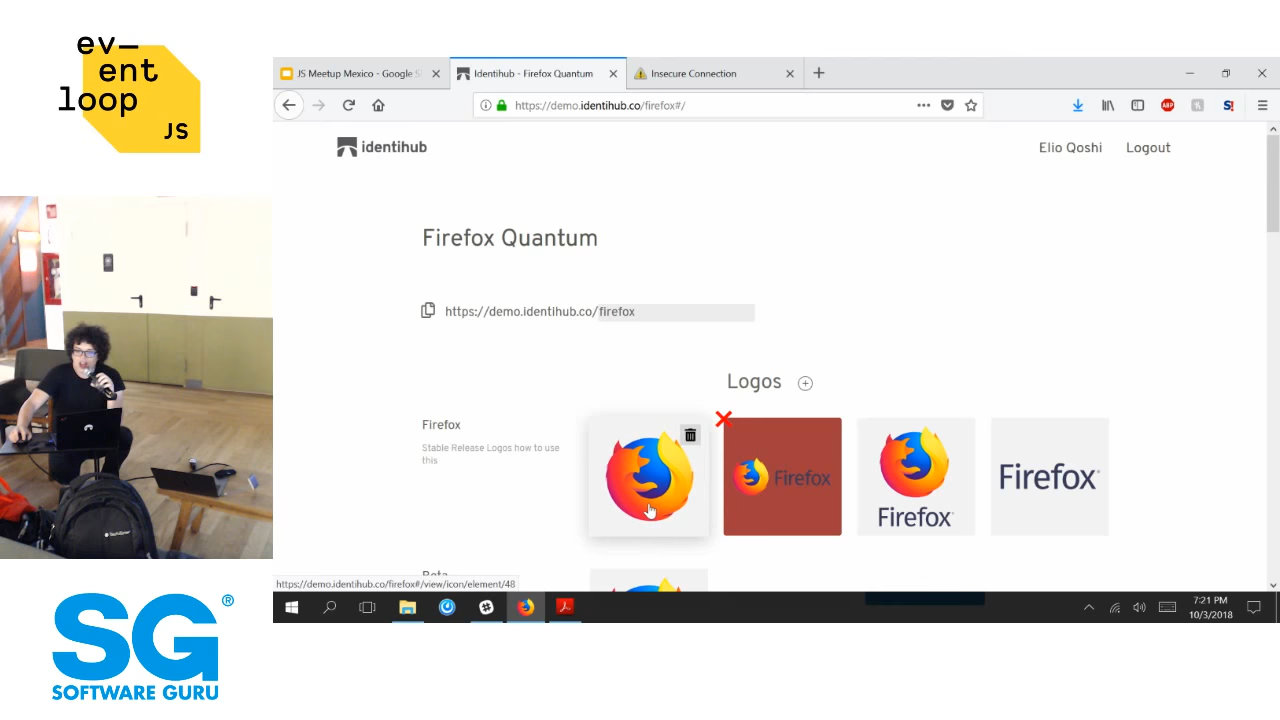 ev—
ent
loop
JS
JS Meetup Mexico - Google S
Identihub - Firefox Quantum
Insecure Connection
https://demo.identihub.co/firefox#/
ABP
S!
identihub
Elio Qoshi
Logout
Firefox Quantum
https://demo.identihub.co/firefox
Logos
Firefox
Stable Release Logos how to use
this
Firefox
Firefox
Firefox
Beta
https://demo.identihub.co/firefox#/view/icon/element/48
7:21 PM
10/3/2018
SG®
SOFTWARE GURU